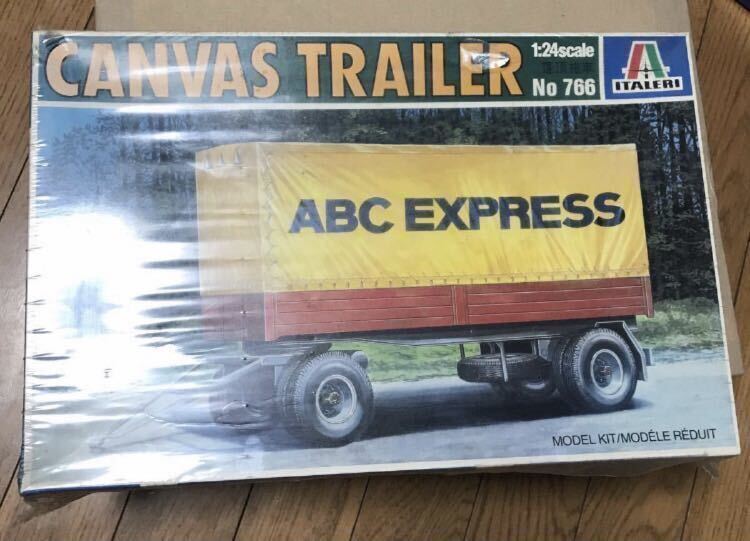 CANVAS TRAILER
1:24scale
No 766
ITALERI
ABC EXPRESS
MODEL KIT/MODÈLE RÉDUIT